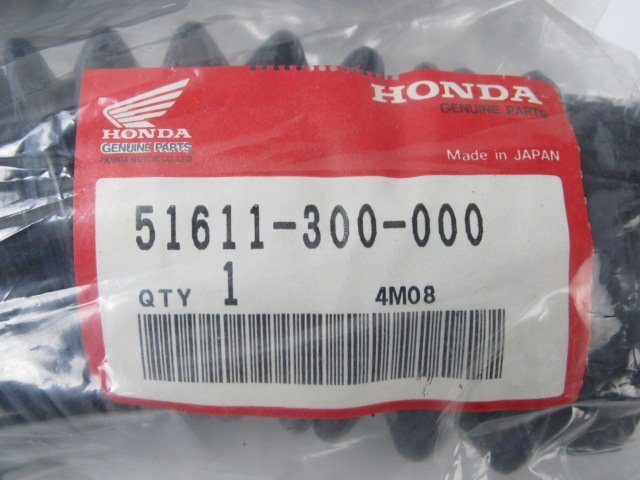 HONDA
GENUINE PARTS
HONDA MOTOR CO.,LTD.
HONDA
GENUINE PARTS
Made in JAPAN
51611-300-000
QTY 1 4M08